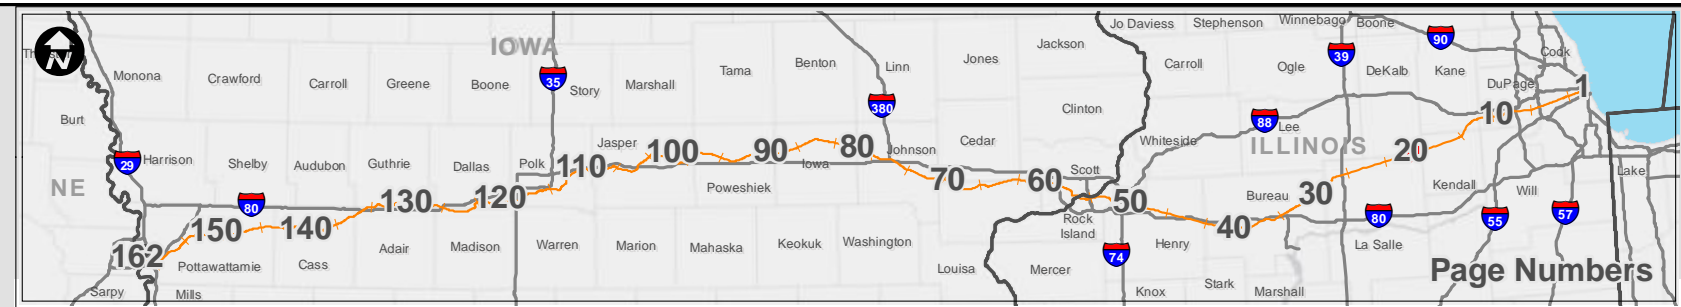 Jo Daviess
Stephenson
Winnebago
Boone
IOWA
Jackson
90
39
Cook
N
Monona
Crawford
Carroll
Greene
Boone
35
Story
Marshall
Tama
Benton
Linn
Jones
Carroll
Ogle
DeKalb
Kane
DuPage
1
380
Clinton
10
Burt
88
Lee
Whiteside
ILLINOIS
20
Jasper
100
90
80
Johnson
Cedar
29
Harrison
Shelby
Audubon
Guthrie
Dallas
Polk
110
Iowa
Scott
Lake
NE
Poweshiek
70
60
Kendall
Will
80
130
120
50
Bureau
30
Rock
Island
80
55
57
150
140
40
162
Adair
Madison
Warren
Marion
Mahaska
Keokuk
Washington
Henry
La Salle
74
Pottawattamie
Cass
Louisa
Mercer
Page Numbers
Stark
Sarpy
Mills
Knox
Marshall